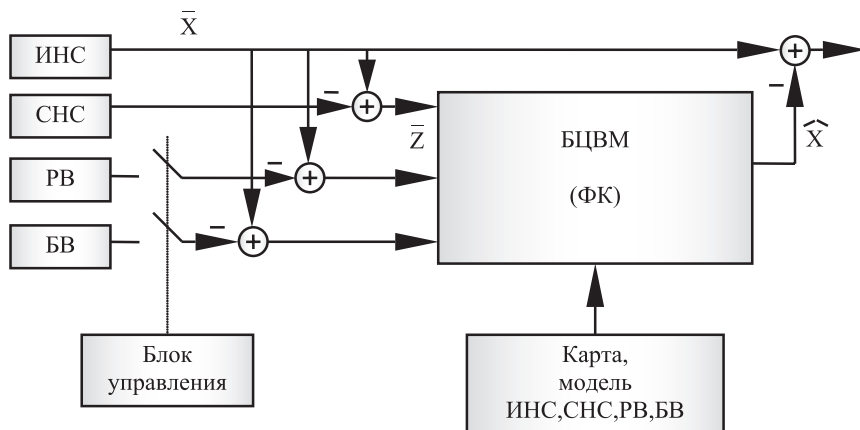 X̄
ИНС
СНС
РВ
БВ
Z̄
БЦВМ
(ФК)
X̂
Блок
управления
Карта,
модель
ИНС,СНС,РВ,БВ